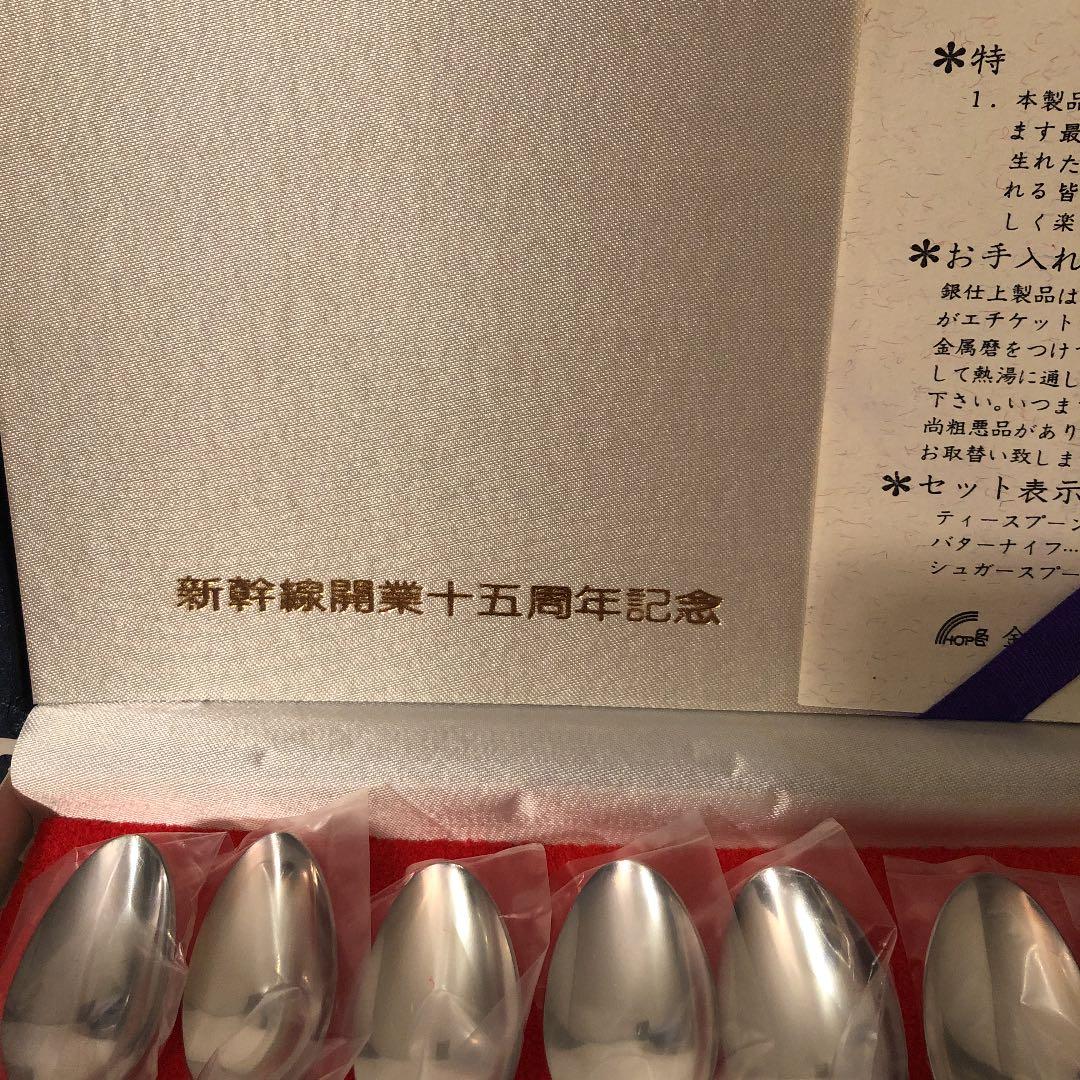 新幹線開業十五周年記念
＊特
1．本製品
ます最
生れた
れる皆
しく楽
＊お手入れ
銀仕上製品は
がエチケット
金属磨をつけ
して熱湯に通し
下さい。いつま
尚粗悪品があり
お取替い致しま
＊セット表示
ティースプーン
バターナイフ…
シュガースプー
HOPE 金